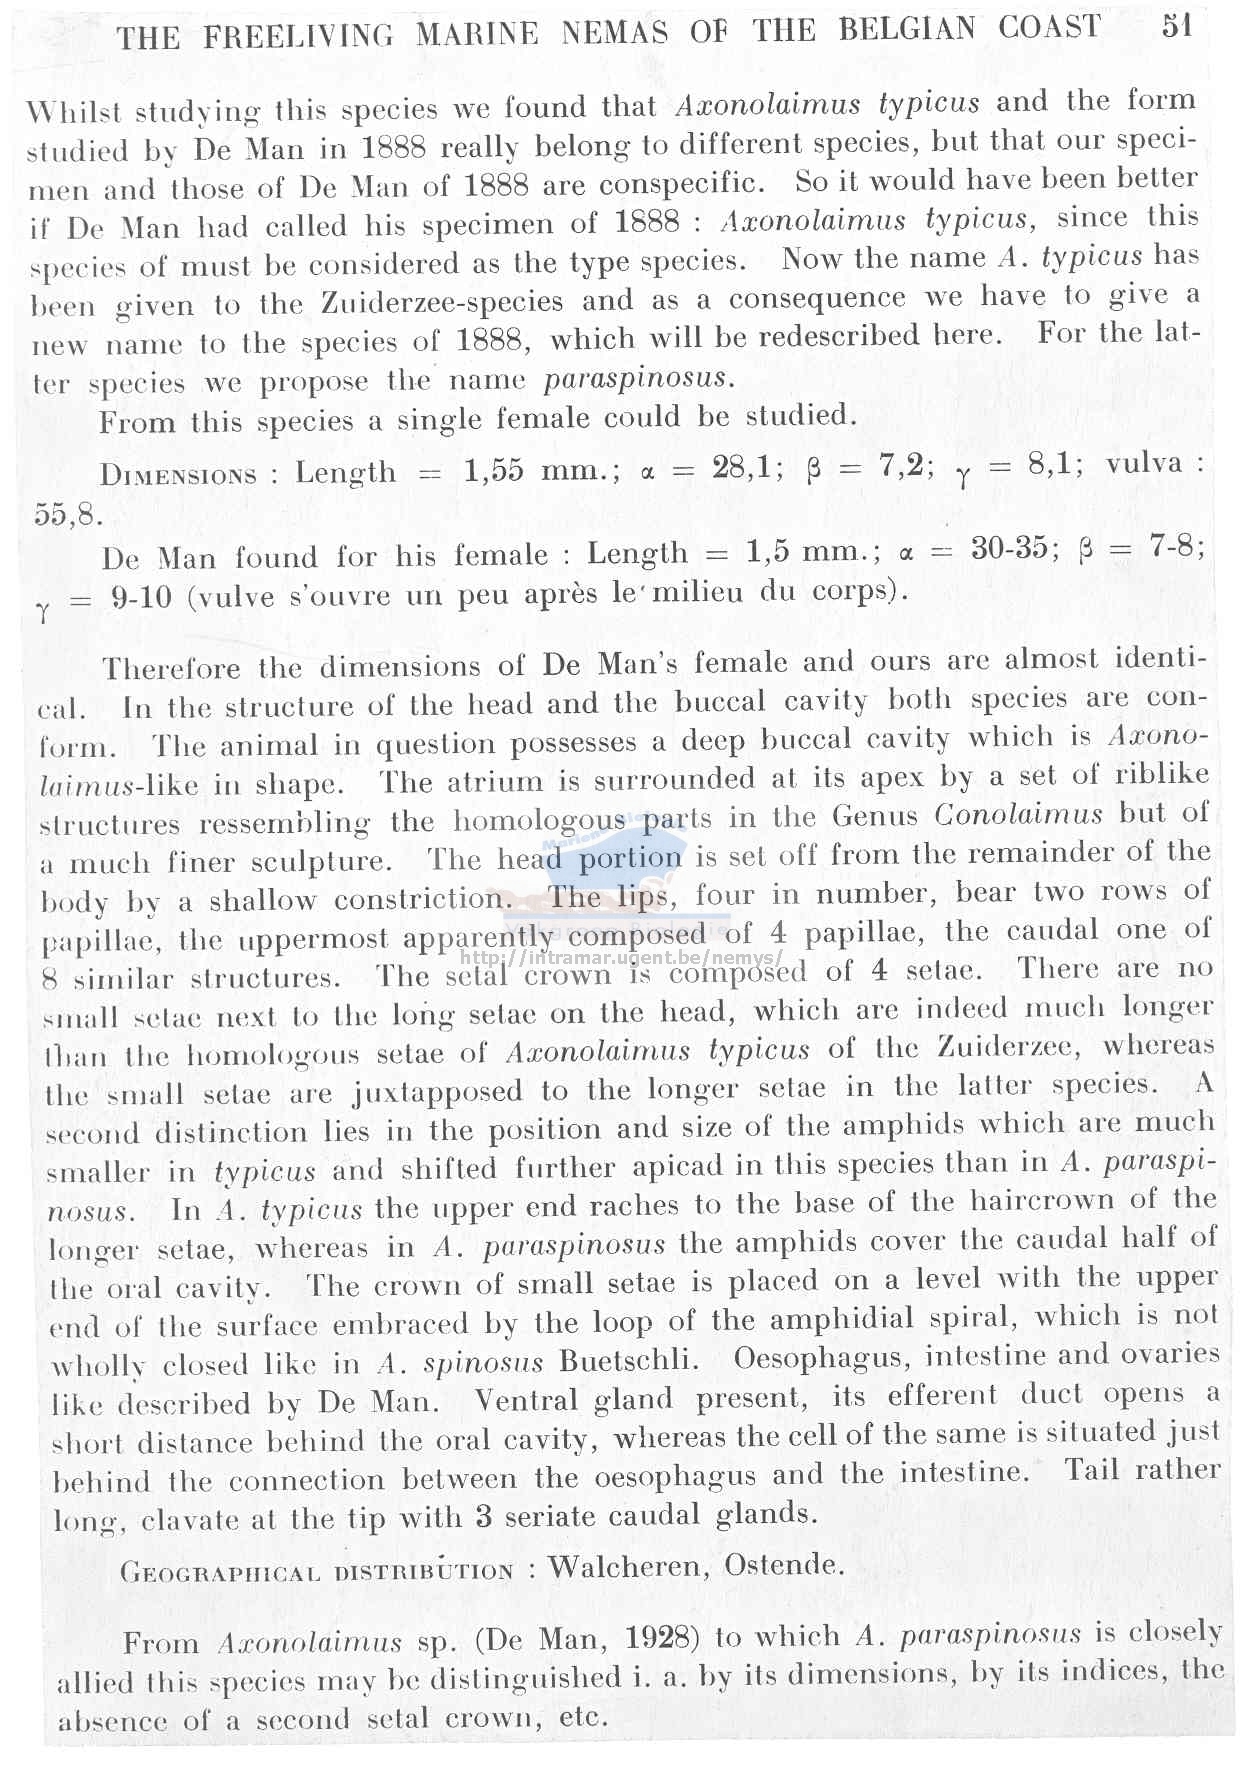 THE FREELIVING MARINE NEMAS OF THE BELGIAN COAST 51
Whilst studying this species we found that Axonolaimus typicus and the form
studied by De Man in 1888 really belong to different species, but that our speci-
men and those of De Man of 1888 are conspecific. So it would have been better
if De Man had called his specimen of 1888 : Axonolaimus typicus, since this
species of must be considered as the type species. Now the name A. typicus has
been given to the Zuiderzee-species and as a consequence we have to give a
new name to the species of 1888, which will be redescribed here. For the lat-
ter species we propose the name paraspinosus.
From this species a single female could be studied.
DIMENSIONS : Length = 1,55 mm.; α = 28,1; β = 7,2; γ = 8,1; vulva :
55,8.
De Man found for his female : Length = 1,5 mm.; α = 30-35; β = 7-8;
γ = 9-10 (vulve s'ouvre un peu après le milieu du corps).
Therefore the dimensions of De Man's female and ours are almost identi-
cal. In the structure of the head and the buccal cavity both species are con-
form. The animal in question possesses a deep buccal cavity which is Axono-
laimus-like in shape. The atrium is surrounded at its apex by a set of riblike
structures ressembling the homologous parts in the Genus Conolaimus but of
a much finer sculpture. The head portion is set off from the remainder of the
body by a shallow constriction. The lips, four in number, bear two rows of
papillae, the uppermost apparently composed of 4 papillae, the caudal one of
http://intramar.ugent.be/nemys/
8 similar structures. The setal crown is composed of 4 setae. There are no
small setae next to the long setae on the head, which are indeed much longer
than the homologous setae of Axonolaimus typicus of the Zuiderzee, whereas
the small setae are juxtapposed to the longer setae in the latter species. A
second distinction lies in the position and size of the amphids which are much
smaller in typicus and shifted further apicad in this species than in A. paraspi-
nosus. In A. typicus the upper end raches to the base of the haircrown of the
longer setae, whereas in A. paraspinosus the amphids cover the caudal half of
the oral cavity. The crown of small setae is placed on a level with the upper
end of the surface embraced by the loop of the amphidial spiral, which is not
wholly closed like in A. spinosus Buetschli. Oesophagus, intestine and ovaries
like described by De Man. Ventral gland present, its efferent duct opens a
short distance behind the oral cavity, whereas the cell of the same is situated just
behind the connection between the oesophagus and the intestine. Tail rather
long, clavate at the tip with 3 seriate caudal glands.
GEOGRAPHICAL DISTRIBUTION : Walcheren, Ostende.
From Axonolaimus sp. (De Man, 1928) to which A. paraspinosus is closely
allied this species may be distinguished i. a. by its dimensions, by its indices, the
absence of a second setal crown, etc.